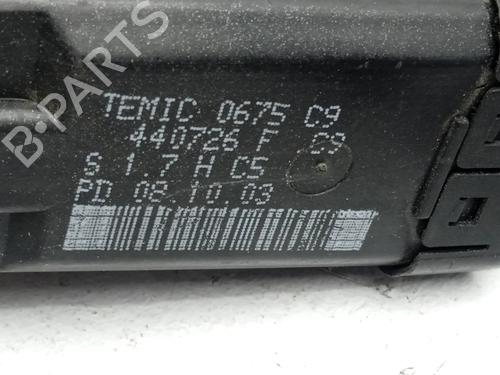 B-PARTS
TEMIC 0675 C9
440726 F 29
S 1.7 H C5
PD 08.10.03